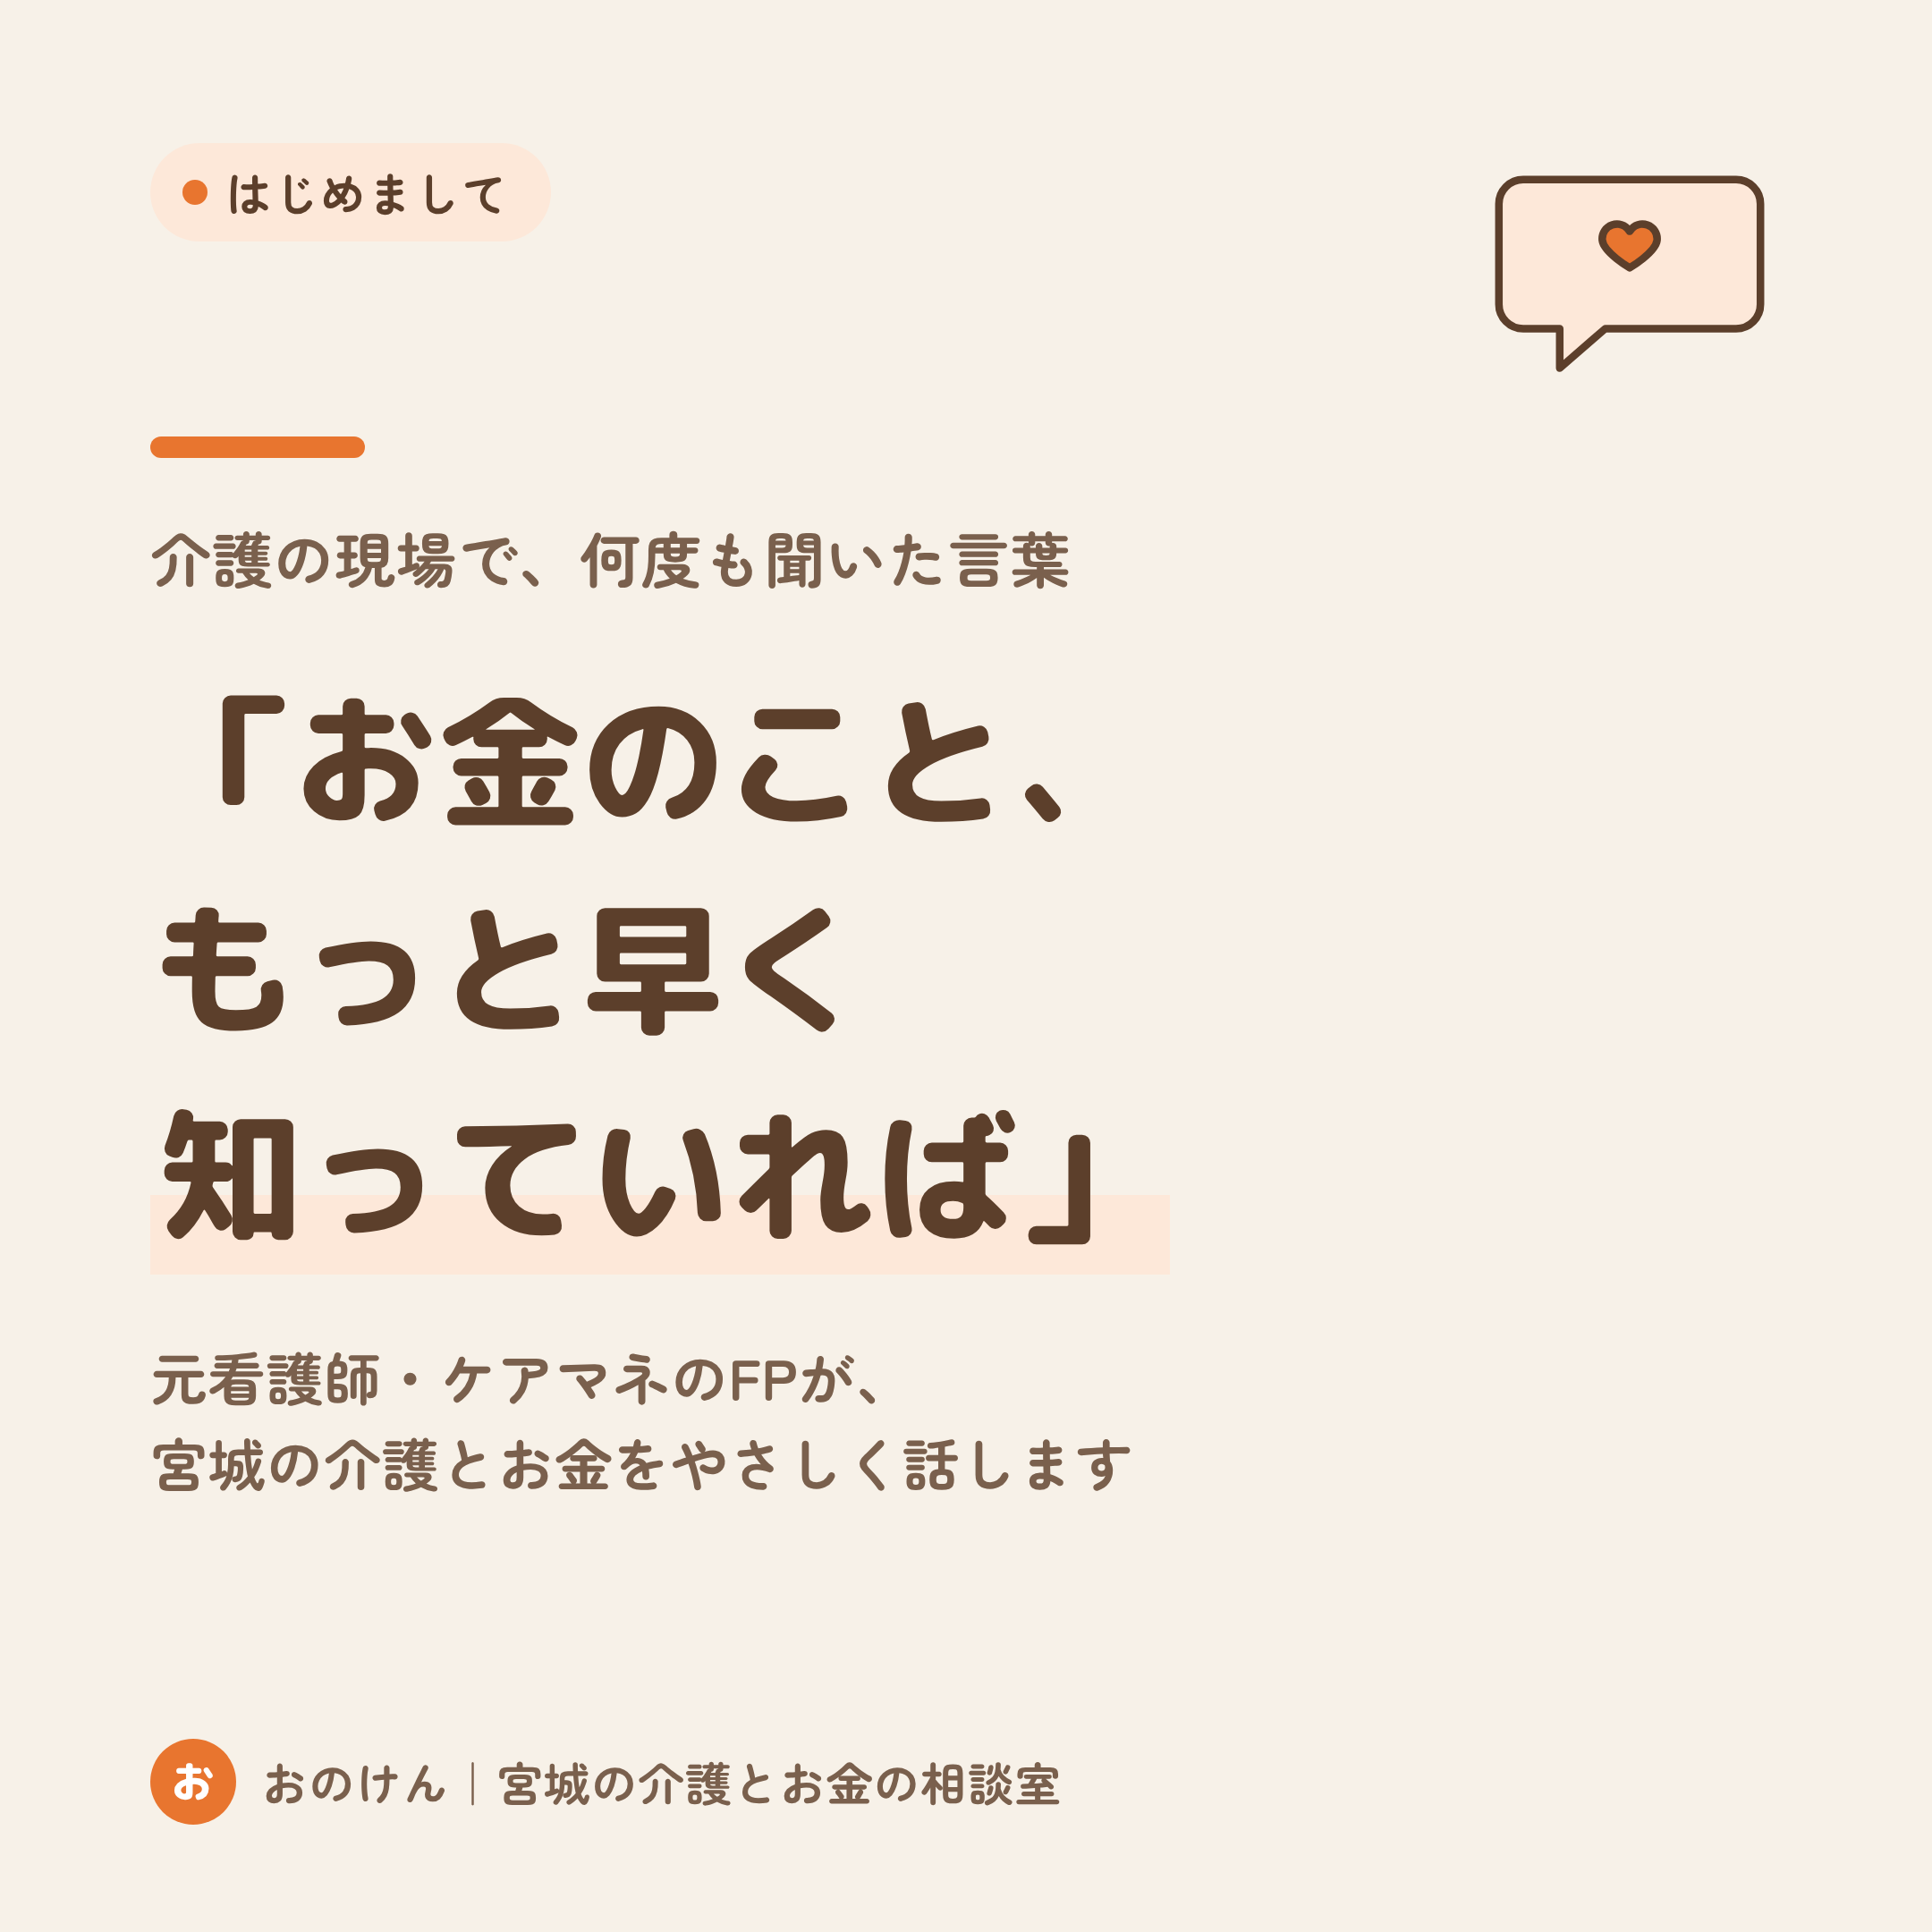 はじめまして
介護の現場で、何度も聞いた言葉
「お金のこと、
もっと早く
知っていれば」
元看護師・ケアマネのFPが、
宮城の介護とお金をやさしく話します
お
おのけん｜宮城の介護とお金の相談室